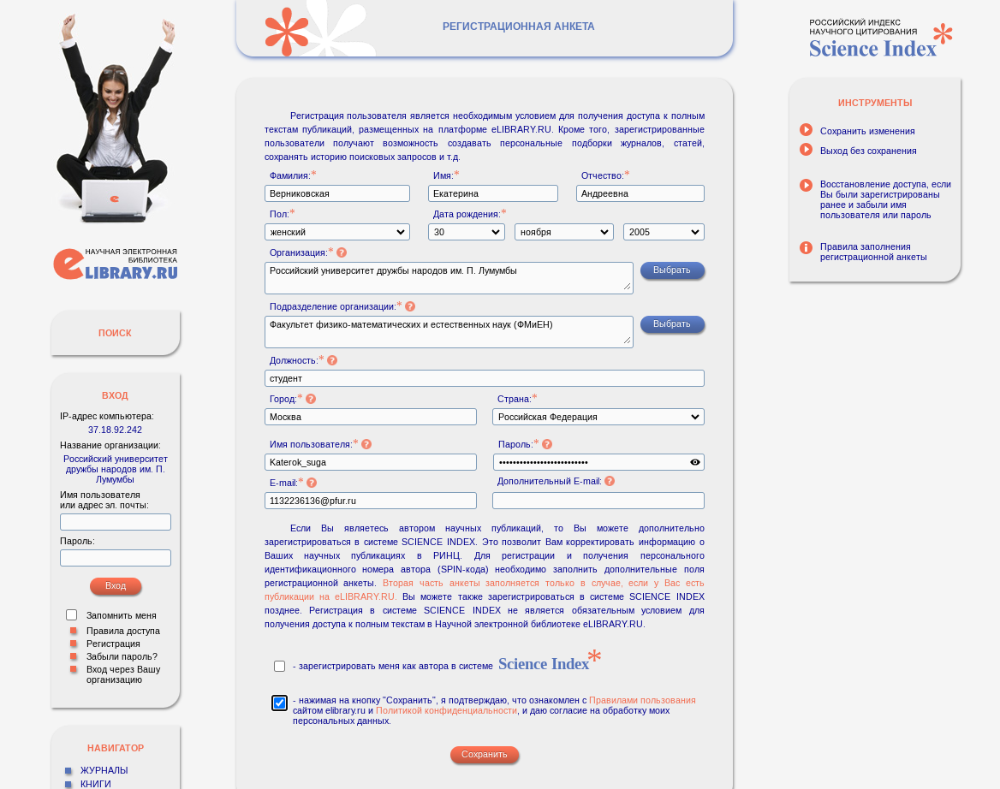 РЕГИСТРАЦИОННАЯ АНКЕТА
РОССИЙСКИЙ ИНДЕКС
НАУЧНОГО ЦИТИРОВАНИЯ
Science Index*
НАУЧНАЯ ЭЛЕКТРОННАЯ
БИБЛИОТЕКА
eLIBRARY.RU
ПОИСК
ВХОД
IP-адрес компьютера:
37.18.92.242
Название организации:
Российский университет
дружбы народов им. П.
Лумумбы
Имя пользователя
или адрес эл. почты:
Пароль:
Вход
Запомнить меня
Правила доступа
Регистрация
Забыли пароль?
Вход через Вашу
организацию
НАВИГАТОР
ЖУРНАЛЫ
КНИГИ
Регистрация пользователя является необходимым условием для получения доступа к полным
текстам публикаций, размещенных на платформе eLIBRARY.RU. Кроме того, зарегистрированные
пользователи получают возможность создавать персональные подборки журналов, статей,
сохранять историю поисковых запросов и т.д.
Фамилия:* Имя:* Отчество:*
Верниковская Екатерина Андреевна
Пол:* Дата рождения:*
женский 30 ноября 2005
Организация:* ?
Российский университет дружбы народов им. П. Лумумбы Выбрать
Подразделение организации:* ?
Факультет физико-математических и естественных наук (ФМиЕН) Выбрать
Должность:* ?
студент
Город:* ? Страна:*
Москва Российская Федерация
Имя пользователя:* ? Пароль:* ?
Katerok_suga ••••••••••••••••••••••••••
E-mail:* ? Дополнительный E-mail: ?
1132236136@pfur.ru
Если Вы являетесь автором научных публикаций, то Вы можете дополнительно
зарегистрироваться в системе SCIENCE INDEX. Это позволит Вам корректировать информацию о
Ваших научных публикациях в РИНЦ. Для регистрации и получения персонального
идентификационного номера автора (SPIN-кода) необходимо заполнить дополнительные поля
регистрационной анкеты. Вторая часть анкеты заполняется только в случае, если у Вас есть
публикации на eLIBRARY.RU. Вы можете также зарегистрироваться в системе SCIENCE INDEX
позднее. Регистрация в системе SCIENCE INDEX не является обязательным условием для
получения доступа к полным текстам в Научной электронной библиотеке eLIBRARY.RU.
- зарегистрировать меня как автора в системе Science Index*
- нажимая на кнопку "Сохранить", я подтверждаю, что ознакомлен с Правилами пользования
сайтом elibrary.ru и Политикой конфиденциальности, и даю согласие на обработку моих
персональных данных.
Сохранить
ИНСТРУМЕНТЫ
Сохранить изменения
Выход без сохранения
Восстановление доступа, если
Вы были зарегистрированы
ранее и забыли имя
пользователя или пароль
Правила заполнения
регистрационной анкеты